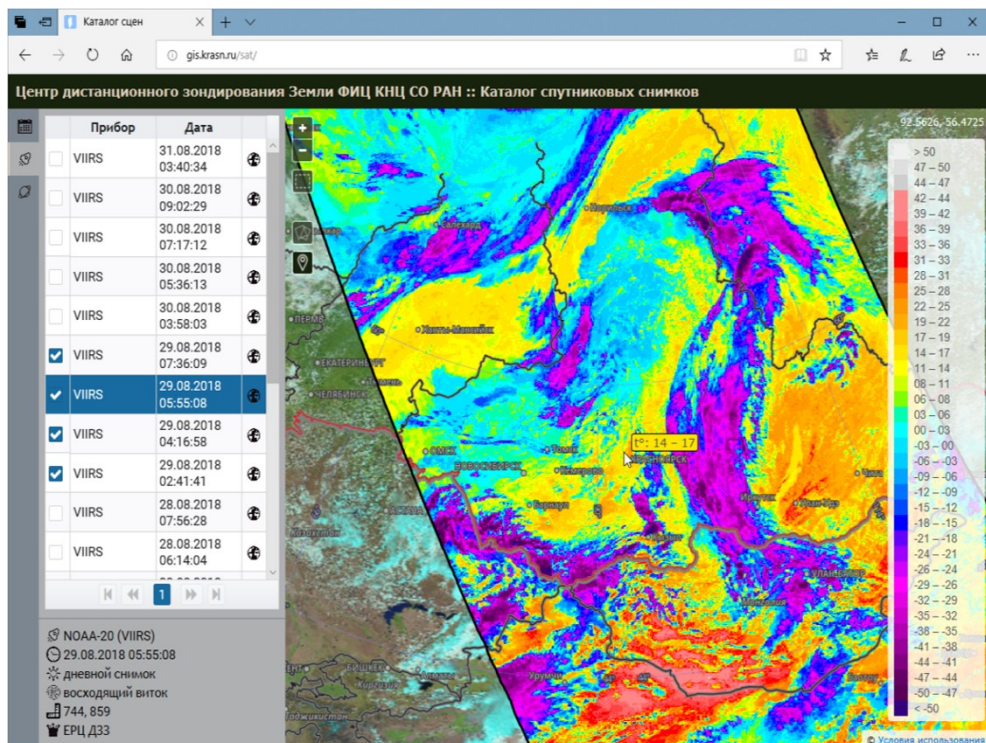 Каталог сцен
gis.krasn.ru/sat/
Центр дистанционного зондирования Земли ФИЦ КНЦ СО РАН :: Каталог спутниковых снимков
Прибор Дата
VIIRS 31.08.2018 03:40:34
VIIRS 30.08.2018 09:02:29
VIIRS 30.08.2018 07:17:12
VIIRS 30.08.2018 05:36:13
VIIRS 30.08.2018 03:58:03
VIIRS 29.08.2018 07:36:09
VIIRS 29.08.2018 05:55:08
VIIRS 29.08.2018 04:16:58
VIIRS 29.08.2018 02:41:41
VIIRS 28.08.2018 07:56:28
VIIRS 28.08.2018 06:14:04
1
NOAA-20 (VIIRS)
29.08.2018 05:55:08
дневной снимок
восходящий виток
744, 859
ЕРЦ ДЗЗ
92.5626, 56.4725
Норильск
Салехард
ПЕРМЬ
Ханты-Мансийск
ЕКАТЕРИНБУРГ
Тюмень
ЧЕЛЯБИНСК
t°: 14 – 17
ОМСК
Томск
НОВОСИБИРСК
Кемерово
Барнаул
Чита
Иркутск
Улан-Удэ
Казахстан
УЛАН-БАТОР
Монголия
БИШКЕК
Алматы
Урумчи
Таджикистан
> 50
47 – 50
44 – 47
42 – 44
39 – 42
36 – 39
33 – 36
31 – 33
28 – 31
25 – 28
22 – 25
19 – 22
17 – 19
14 – 17
11 – 14
08 – 11
06 – 08
03 – 06
00 – 03
-03 – 00
-06 – -03
-09 – -06
-12 – -09
-15 – -12
-18 – -15
-21 – -18
-24 – -21
-26 – -24
-29 – -26
-32 – -29
-35 – -32
-38 – -35
-41 – -38
-44 – -41
-47 – -44
-50 – -47
< -50
© Условия использования